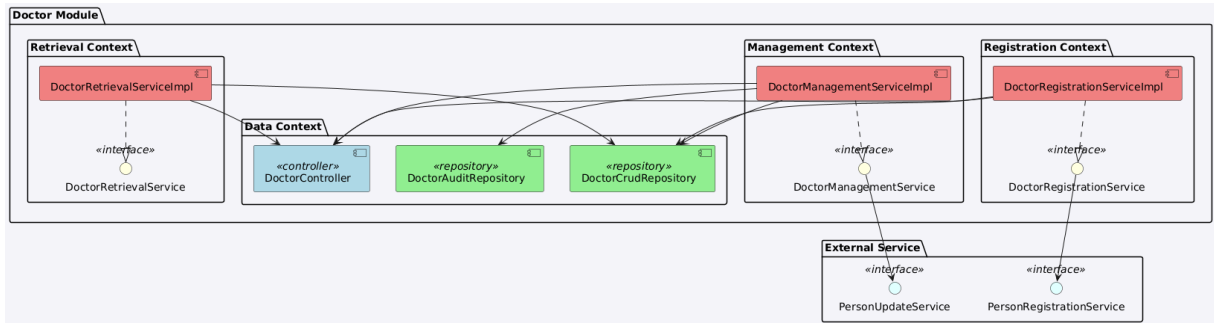 Doctor Module
Retrieval Context
Management Context
Registration Context
DoctorRetrievalServiceImpl
DoctorManagementServiceImpl
DoctorRegistrationServiceImpl
Data Context
«interface»
DoctorRetrievalService
«controller»
DoctorController
«repository»
DoctorAuditRepository
«repository»
DoctorCrudRepository
«interface»
DoctorManagementService
«interface»
DoctorRegistrationService
External Service
«interface»
PersonUpdateService
«interface»
PersonRegistrationService